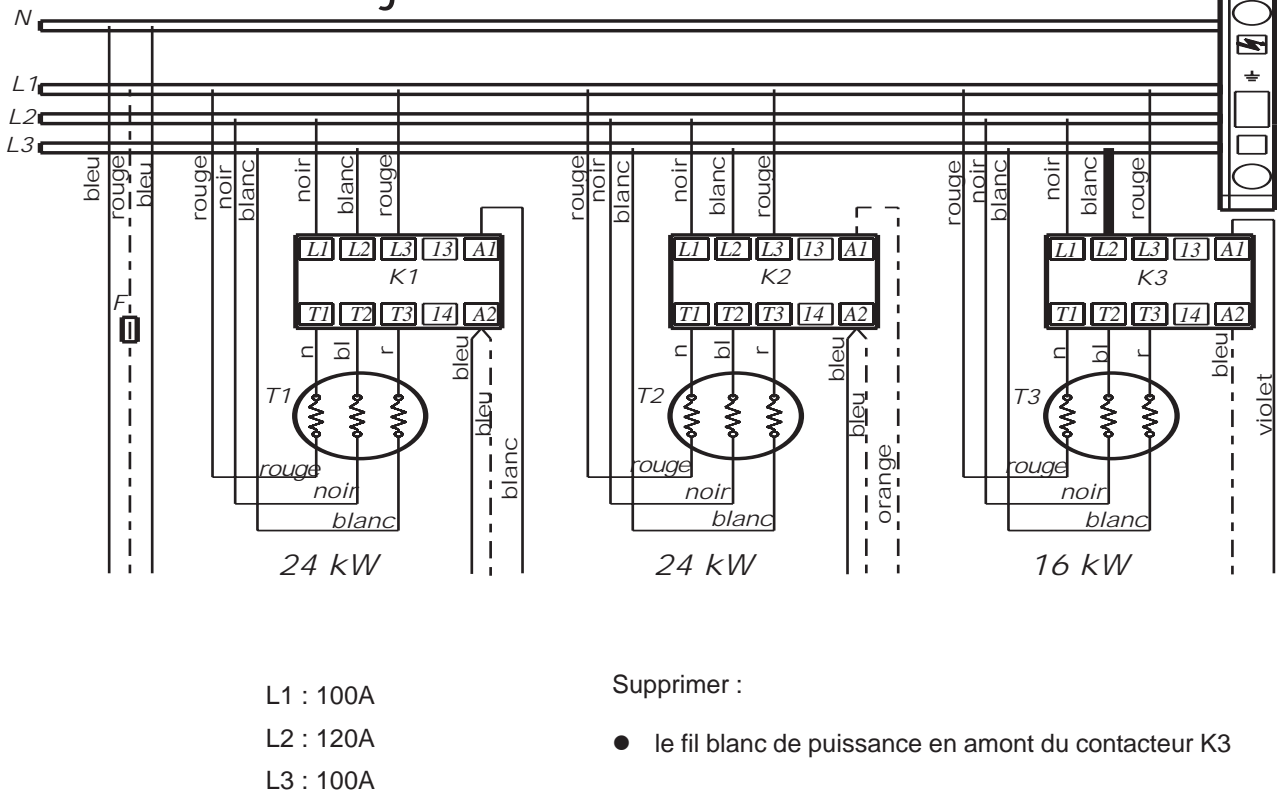 N
L1
L2
L3
bleu
rouge
bleu
rouge
noir
blanc
noir
blanc
rouge
rouge
noir
blanc
noir
blanc
rouge
rouge
noir
blanc
noir
blanc
rouge
L1 L2 L3 13 A1
K1
T1 T2 T3 14 A2
L1 L2 L3 13 A1
K2
T1 T2 T3 14 A2
L1 L2 L3 13 A1
K3
T1 T2 T3 14 A2
F
n
bl
r
bleu
bleu
blanc
n
bl
r
bleu
bleu
orange
n
bl
r
bleu
violet
T1
T2
T3
rouge
noir
blanc
rouge
noir
blanc
rouge
noir
blanc
24 kW
24 kW
16 kW
L1 : 100A
L2 : 120A
L3 : 100A
Supprimer :
● le fil blanc de puissance en amont du contacteur K3